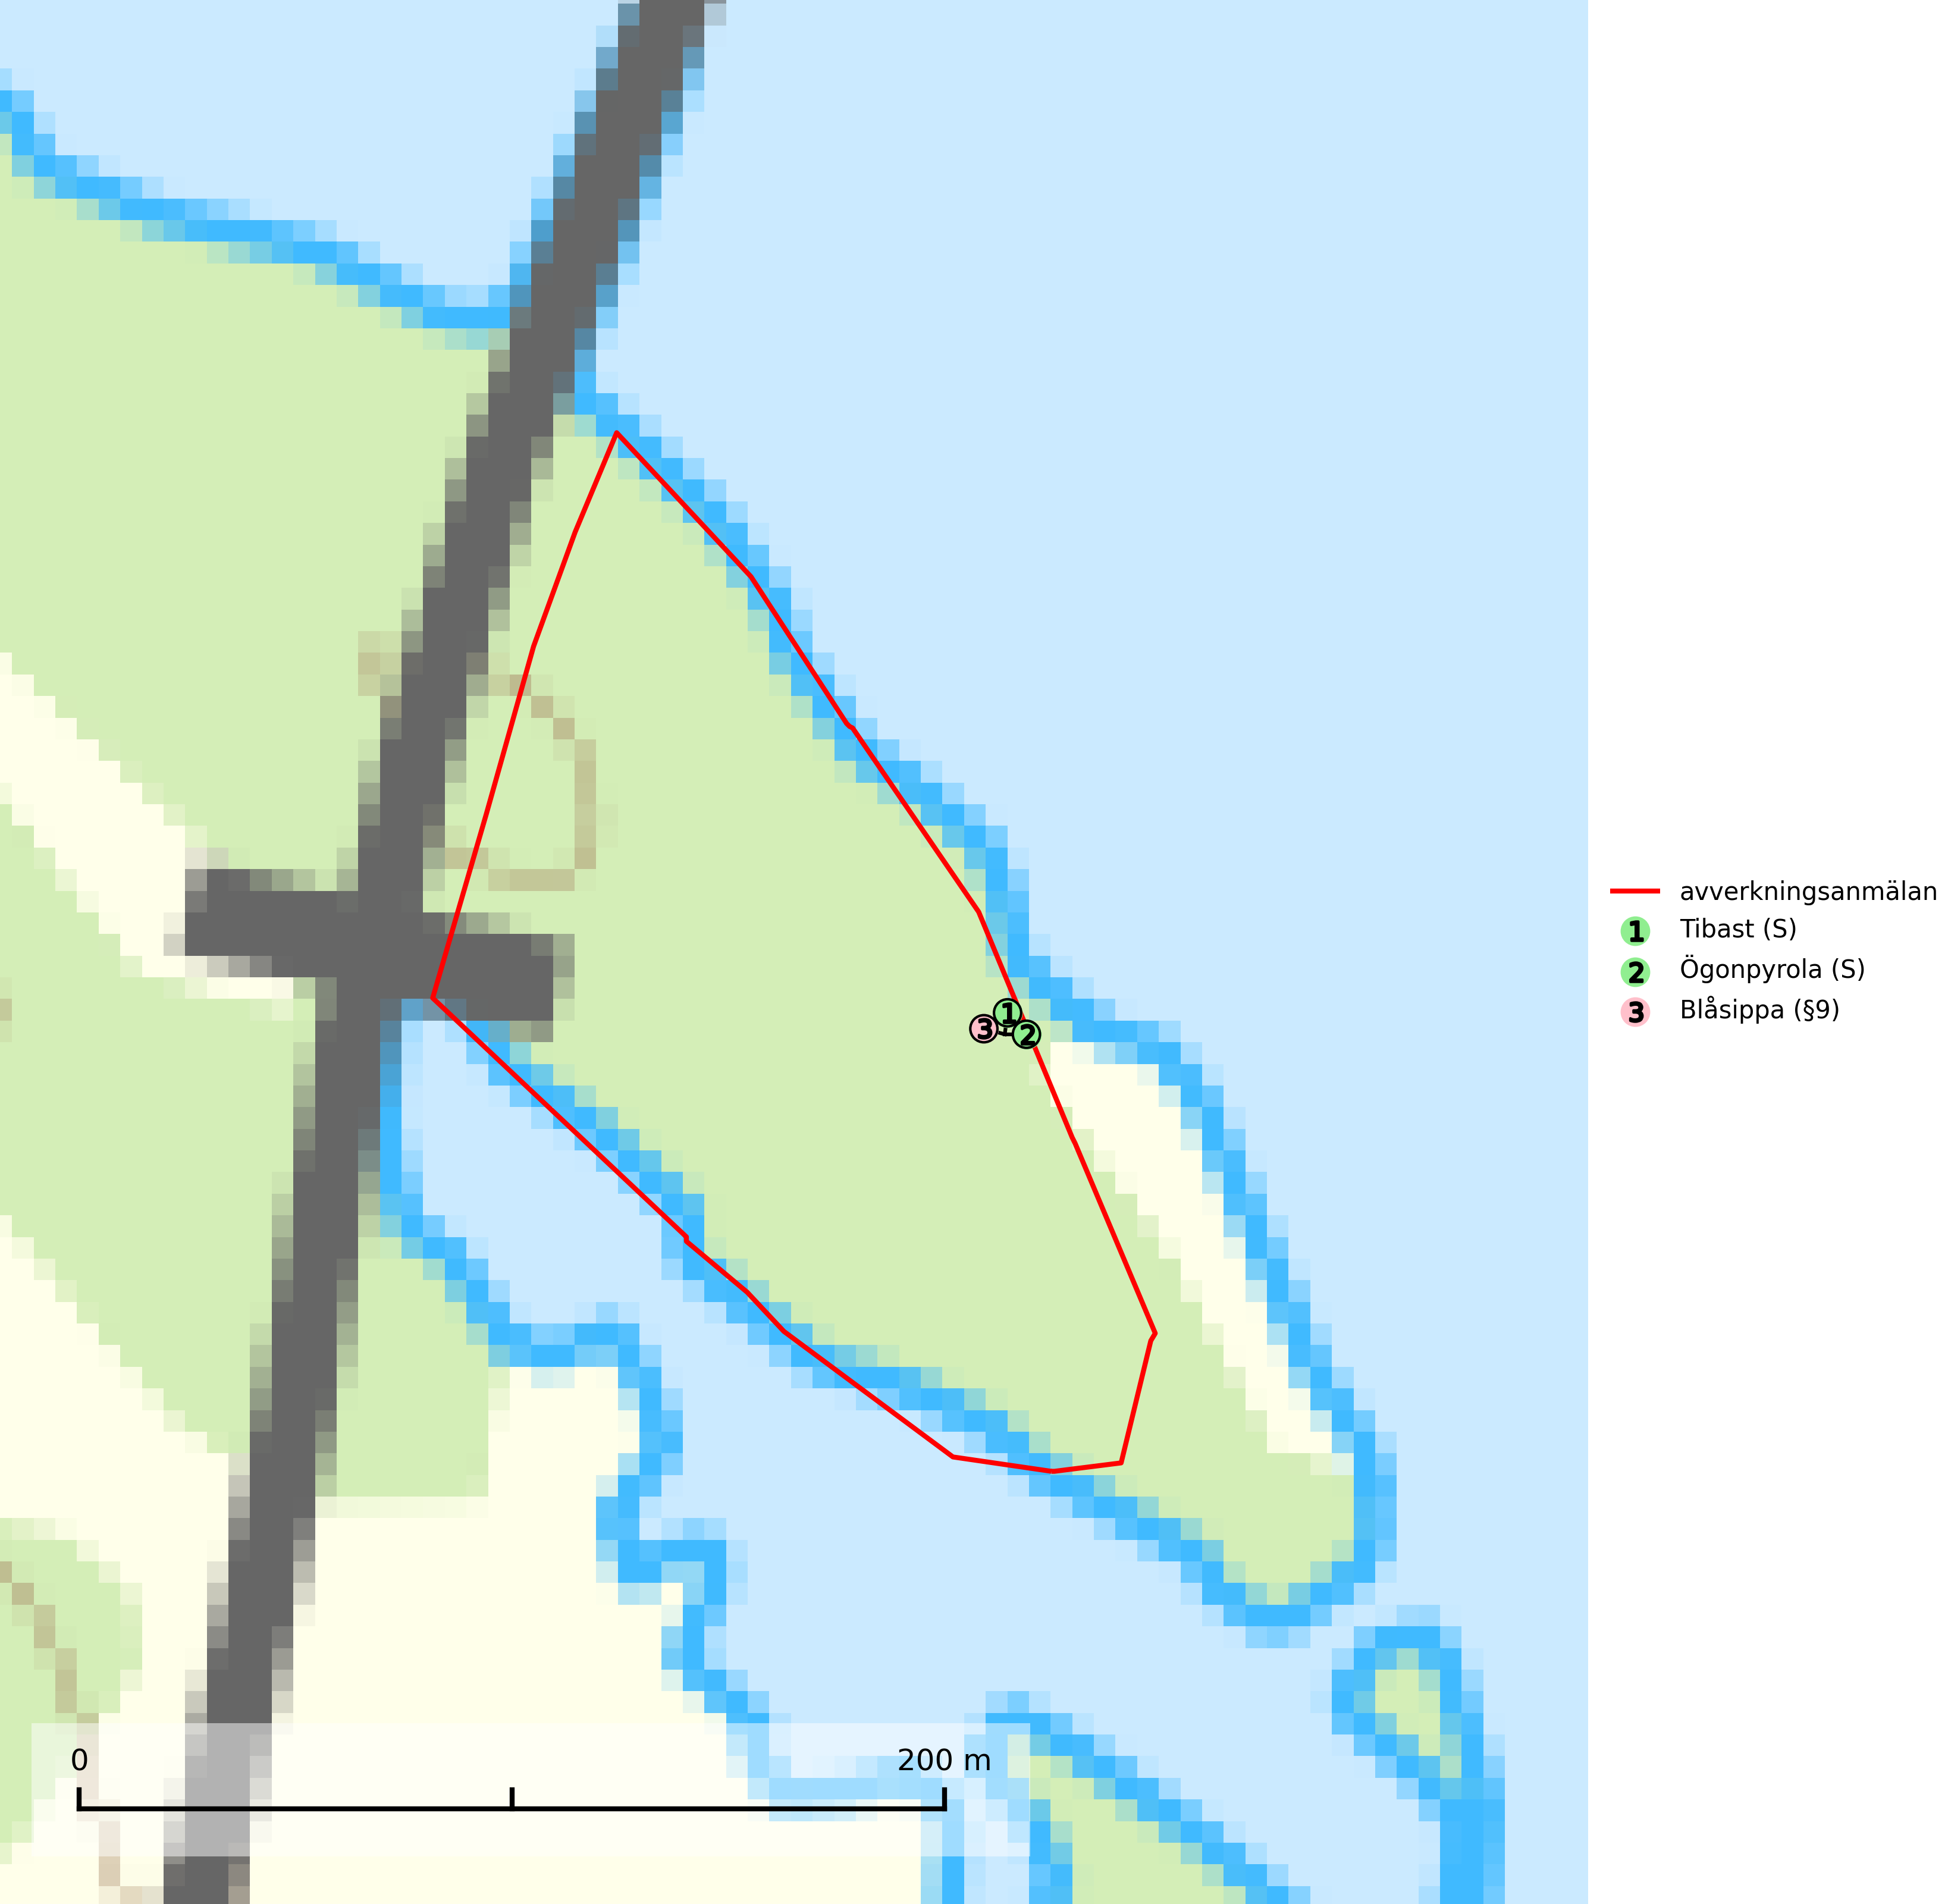 1
3
2
avverkningsanmälan
1 Tibast (S)
2 Ögonpyrola (S)
3 Blåsippa (§9)
0 200 m